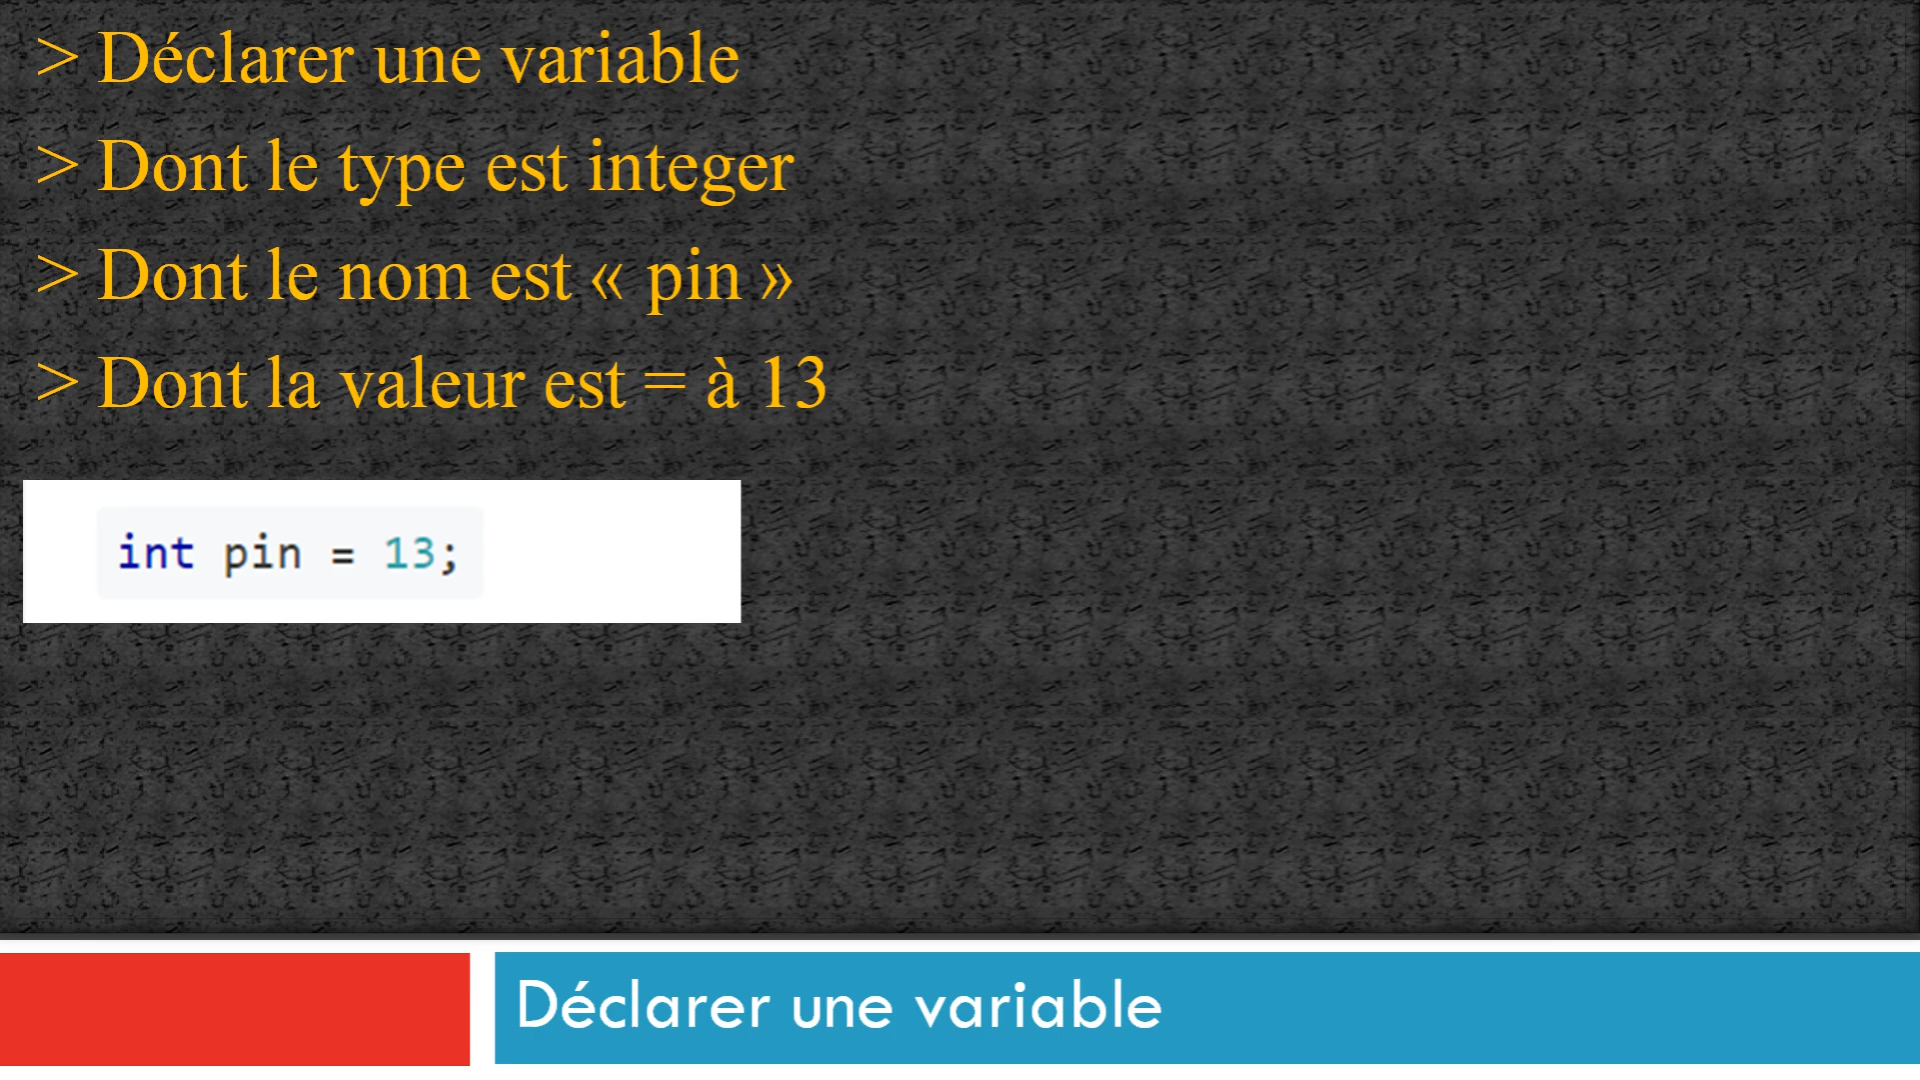 > Déclarer une variable
> Dont le type est integer
> Dont le nom est « pin »
> Dont la valeur est = à 13
int pin = 13;
Déclarer une variable